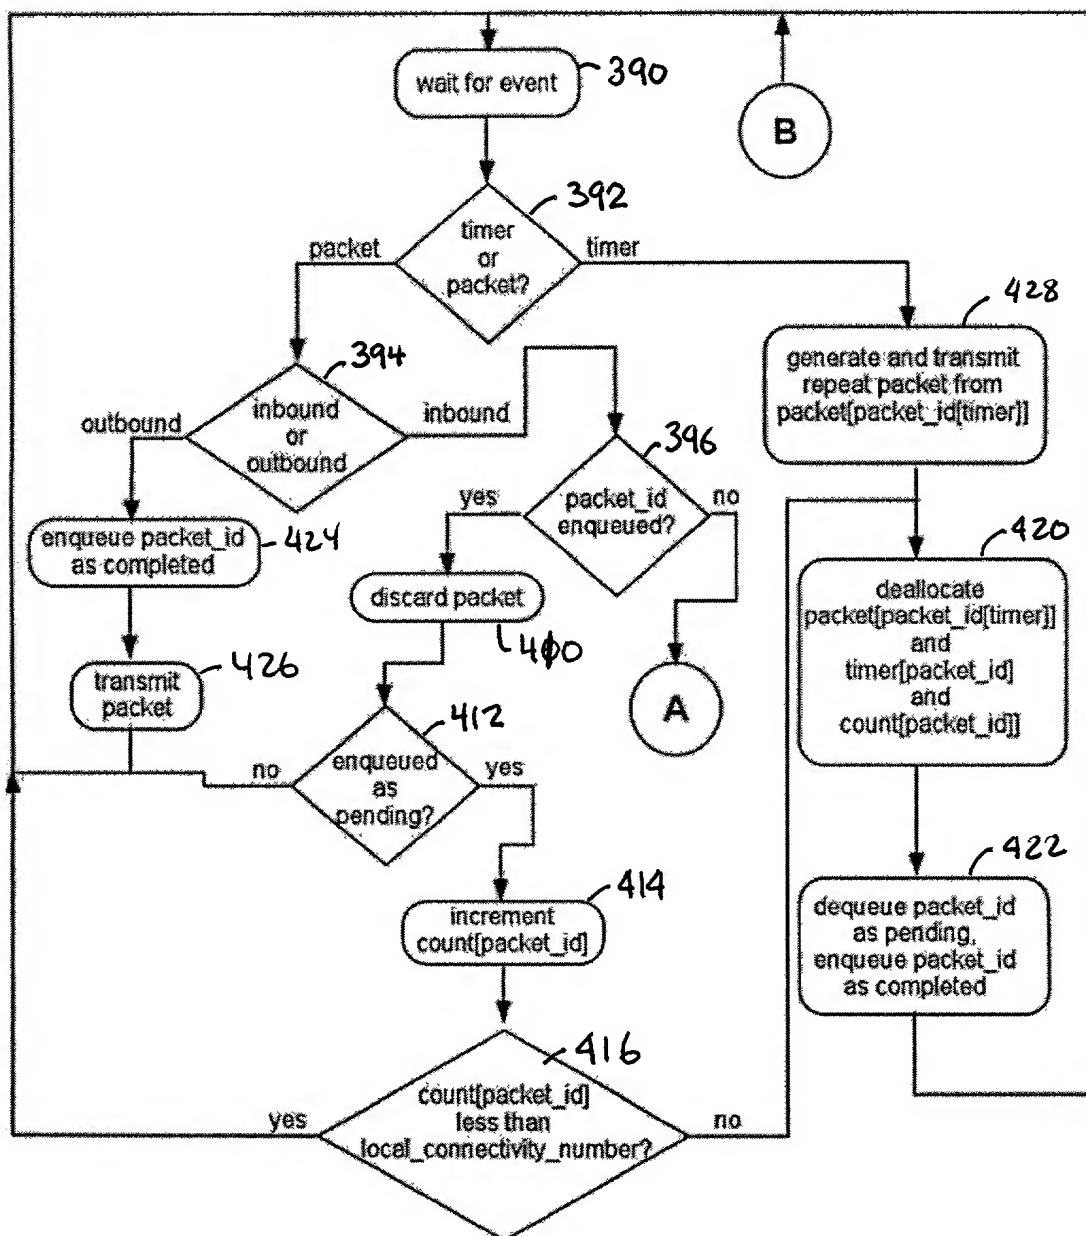 wait for event
390
B
392
timer
or
packet?
packet
timer
428
generate and transmit
repeat packet from
packet[packet_id[timer]]
394
inbound
or
outbound
outbound
inbound
396
packet_id
enqueued?
yes
no
enqueue packet_id
as completed
424
discard packet
400
420
deallocate
packet[packet_id[timer]]
and
timer[packet_id]
and
count[packet_id]]
transmit
packet
426
A
412
enqueued
as
pending?
no
yes
414
increment
count[packet_id]
422
dequeue packet_id
as pending,
enqueue packet_id
as completed
416
count[packet_id]
less than
local_connectivity_number?
yes
no